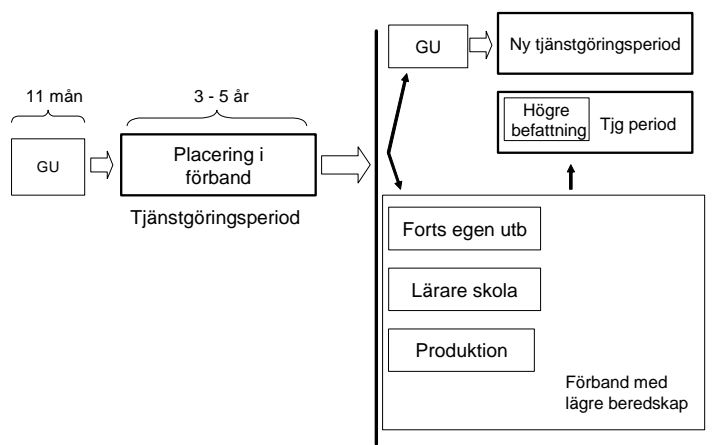 11 mån
3 - 5 år
GU
Placering i
förband
Tjänstgöringsperiod
GU
Ny tjänstgöringsperiod
Högre
befattning
Tjg period
Forts egen utb
Lärare skola
Produktion
Förband med
lägre beredskap